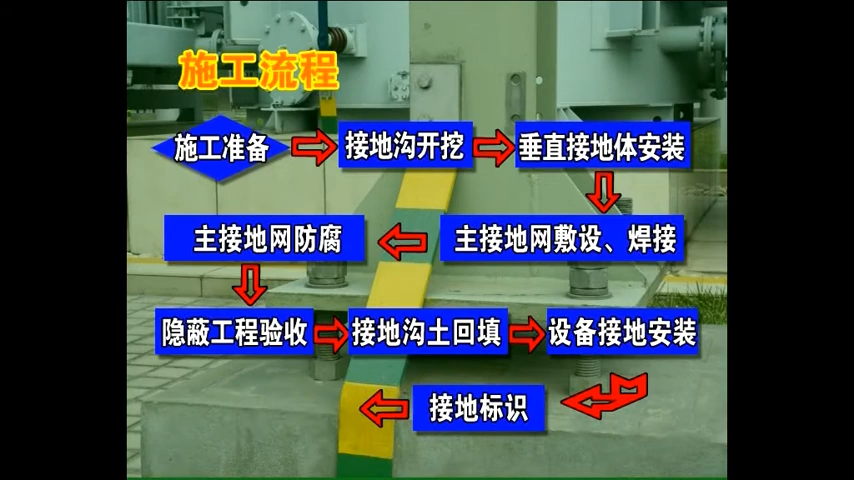 施工流程
施工准备
接地沟开挖
垂直接地体安装
主接地网敷设、焊接
主接地网防腐
隐蔽工程验收
接地沟土回填
设备接地安装
接地标识